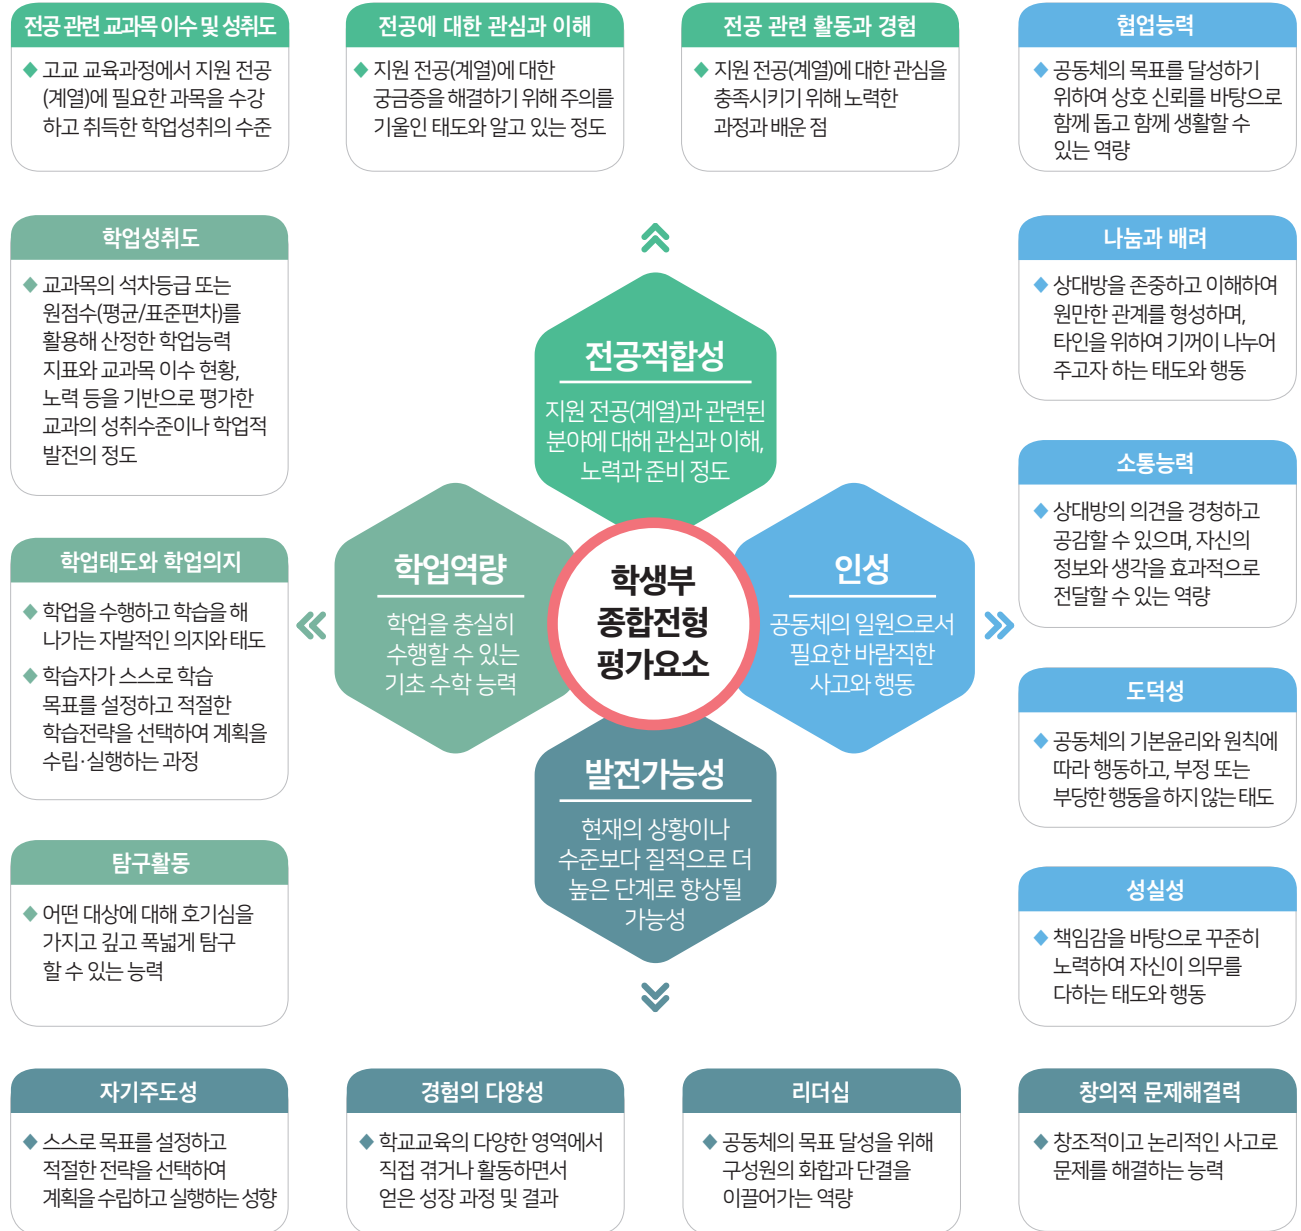 전공 관련 교과목 이수 및 성취도
◆ 고교 교육과정에서 지원 전공
(계열)에 필요한 과목을 수강
하고 취득한 학업성취의 수준
전공에 대한 관심과 이해
◆ 지원 전공(계열)에 대한
궁금증을 해결하기 위해 주의를
기울인 태도와 알고 있는 정도
전공 관련 활동과 경험
◆ 지원 전공(계열)에 대한 관심을
충족시키기 위해 노력한
과정과 배운 점
협업능력
◆ 공동체의 목표를 달성하기
위하여 상호 신뢰를 바탕으로
함께 돕고 함께 생활할 수
있는 역량
학업성취도
◆ 교과목의 석차등급 또는
원점수(평균/표준편차)를
활용해 산정한 학업능력
지표와 교과목 이수 현황,
노력 등을 기반으로 평가한
교과의 성취수준이나 학업적
발전의 정도
학업태도와 학업의지
◆ 학업을 수행하고 학습을 해
나가는 자발적인 의지와 태도
◆ 학습자가 스스로 학습
목표를 설정하고 적절한
학습전략을 선택하여 계획을
수립·실행하는 과정
탐구활동
◆ 어떤 대상에 대해 호기심을
가지고 깊고 폭넓게 탐구
할 수 있는 능력
전공적합성
지원 전공(계열)과 관련된
분야에 대해 관심과 이해,
노력과 준비 정도
학업역량
학업을 충실히
수행할 수 있는
기초 수학 능력
학생부
종합전형
평가요소
인성
공동체의 일원으로서
필요한 바람직한
사고와 행동
발전가능성
현재의 상황이나
수준보다 질적으로 더
높은 단계로 향상될
가능성
나눔과 배려
◆ 상대방을 존중하고 이해하여
원만한 관계를 형성하며,
타인을 위하여 기꺼이 나누어
주고자 하는 태도와 행동
소통능력
◆ 상대방의 의견을 경청하고
공감할 수 있으며, 자신의
정보와 생각을 효과적으로
전달할 수 있는 역량
도덕성
◆ 공동체의 기본윤리와 원칙에
따라 행동하고, 부정 또는
부당한 행동을 하지 않는 태도
성실성
◆ 책임감을 바탕으로 꾸준히
노력하여 자신이 의무를
다하는 태도와 행동
자기주도성
◆ 스스로 목표를 설정하고
적절한 전략을 선택하여
계획을 수립하고 실행하는 성향
경험의 다양성
◆ 학교교육의 다양한 영역에서
직접 겪거나 활동하면서
얻은 성장 과정 및 결과
리더십
◆ 공동체의 목표 달성을 위해
구성원의 화합과 단결을
이끌어가는 역량
창의적 문제해결력
◆ 창조적이고 논리적인 사고로
문제를 해결하는 능력